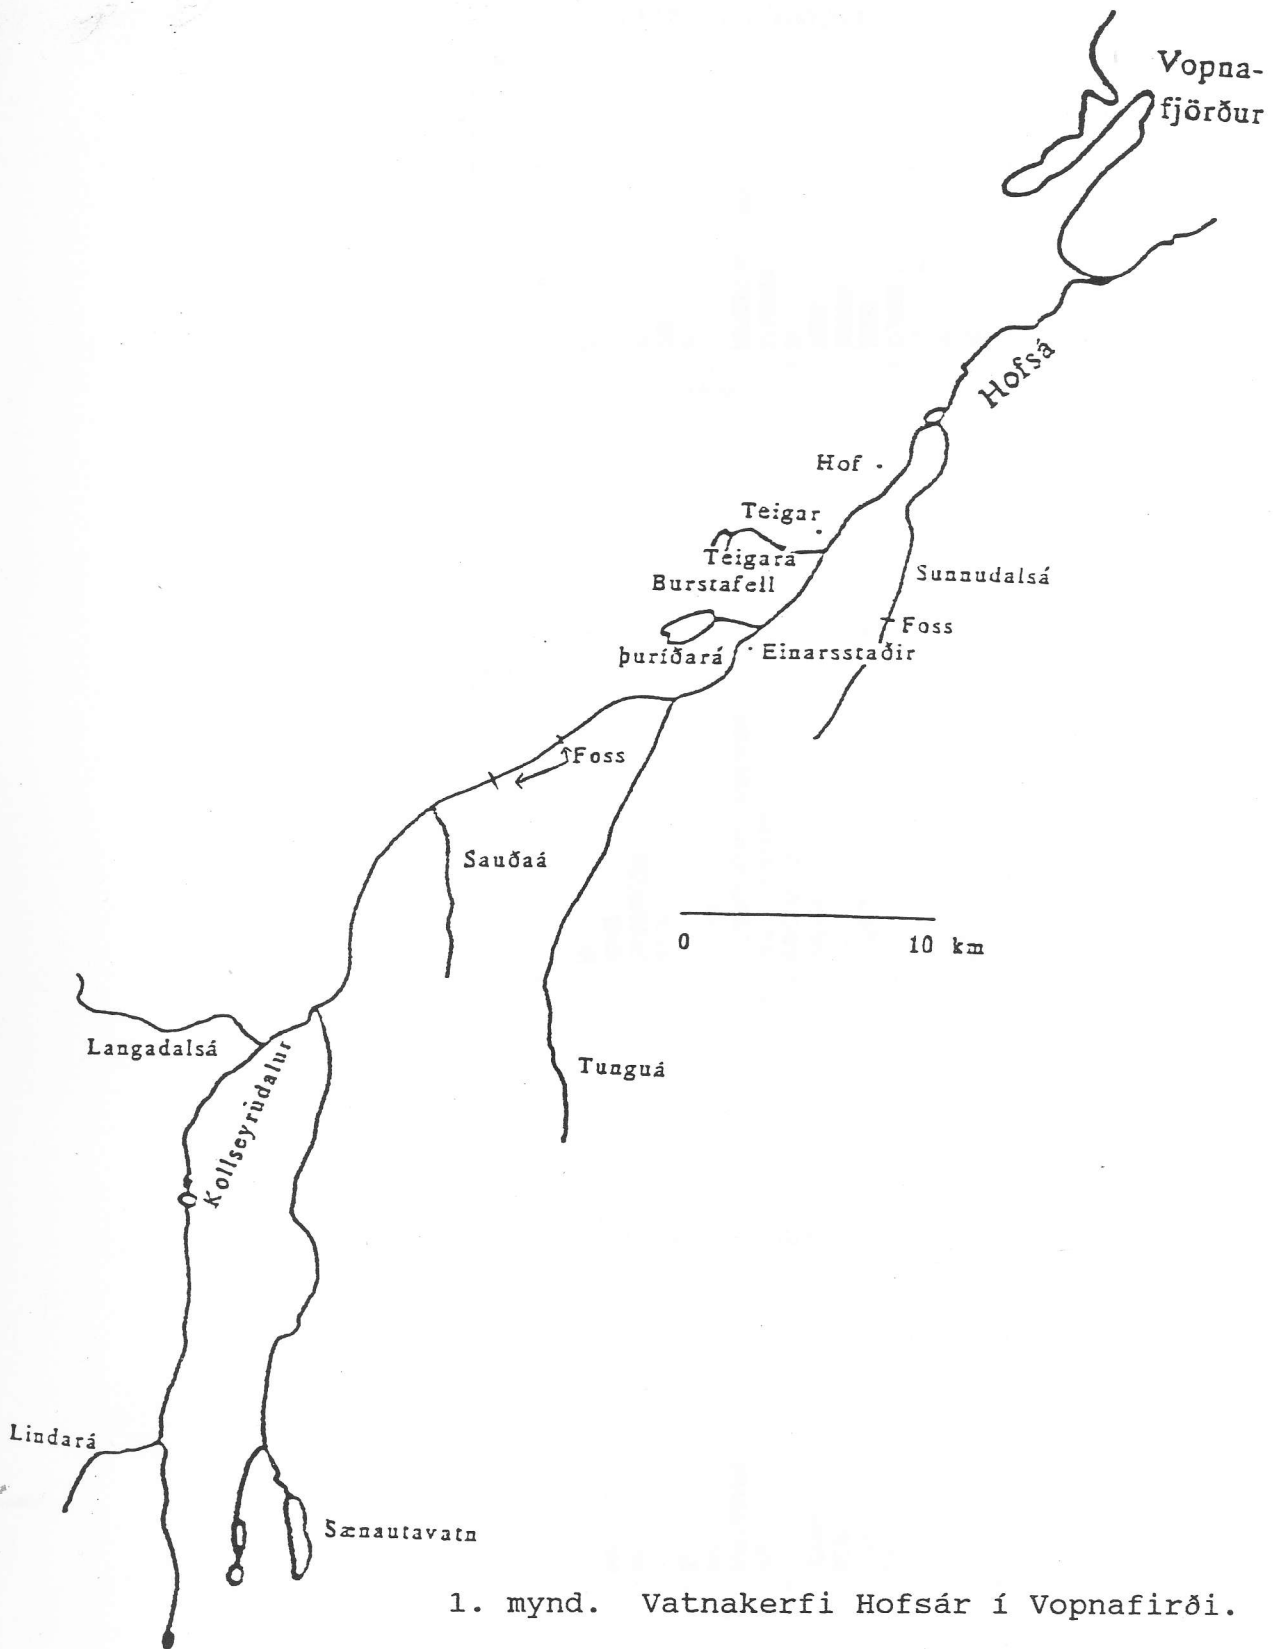 Vopna-
fjörður
Hofsá
Hof
Teigar
Teigará
Burstafell
Sunnudalsá
Foss
Þuríðará
Einarsstaðir
Foss
Sauðaá
0 10 km
Langadalsá
Kollseyrudalur
Tunguá
Lindará
Sænautavatn
1. mynd. Vatnakerfi Hofsár í Vopnafirði.